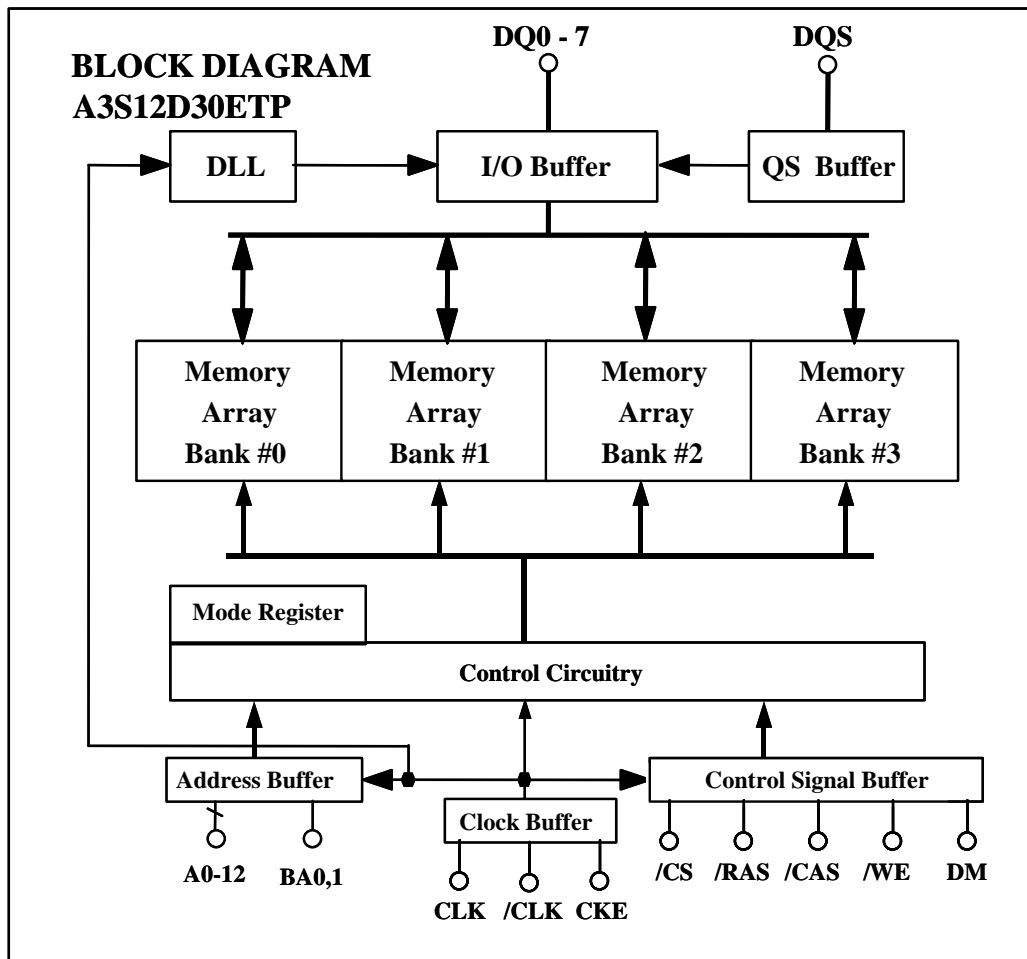 DQ0 - 7
DQS
BLOCK DIAGRAM
A3S12D30ETP
DLL
I/O Buffer
QS Buffer
Memory
Array
Bank #0
Memory
Array
Bank #1
Memory
Array
Bank #2
Memory
Array
Bank #3
Mode Register
Control Circuitry
Address Buffer
Control Signal Buffer
Clock Buffer
A0-12
BA0,1
CLK
/CLK
CKE
/CS
/RAS
/CAS
/WE
DM